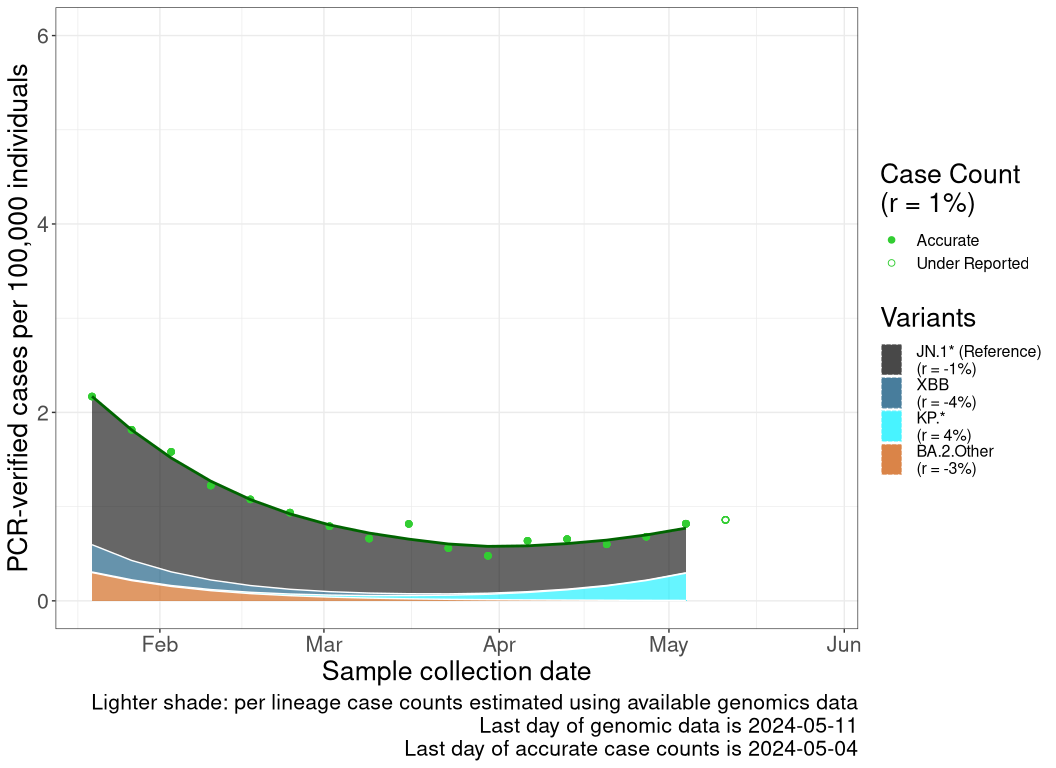 PCR-verified cases per 100,000 individuals
6
4
2
0
Feb
Mar
Apr
May
Jun
Sample collection date
Lighter shade: per lineage case counts estimated using available genomics data
Last day of genomic data is 2024-05-11
Last day of accurate case counts is 2024-05-04
Case Count
(r = 1%)
Accurate
Under Reported
Variants
JN.1* (Reference)
(r = -1%)
XBB
(r = -4%)
KP.*
(r = 4%)
BA.2.Other
(r = -3%)